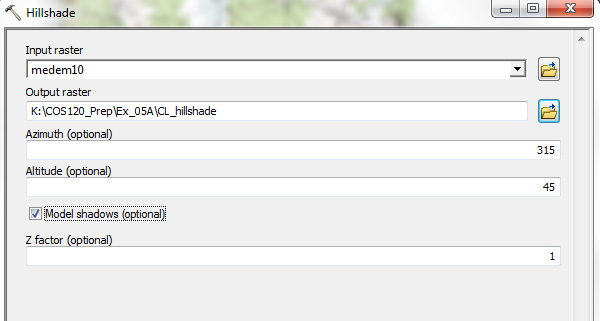 Hillshade
Input raster
medem10
Output raster
K:\COS120_Prep\Ex_05A\CL_hillshade
Azimuth (optional)
315
Altitude (optional)
45
Model shadows (optional)
Z factor (optional)
1